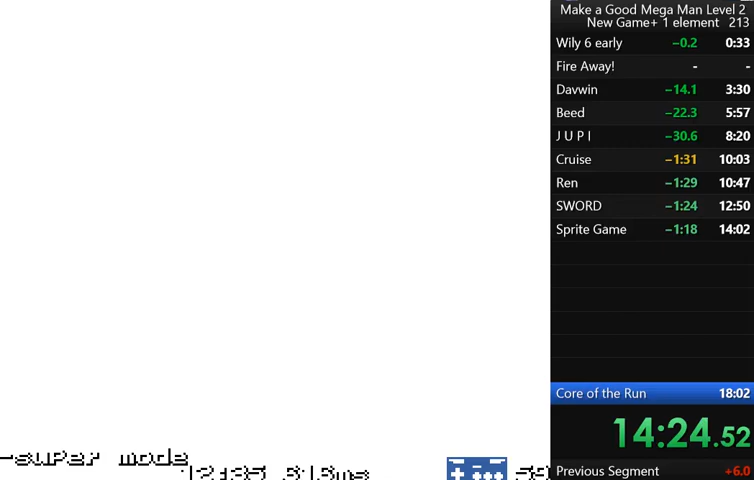 Make a Good Mega Man Level 2
New Game+ 1 element 213
Wily 6 early -0.2 0:33
Fire Away! - -
Davwin -14.1 3:30
Beed -22.3 5:57
J U P I -30.6 8:20
Cruise -1:31 10:03
Ren -1:29 10:47
SWORD -1:24 12:50
Sprite Game -1:18 14:02
Core of the Run 18:02
14:24.52
Previous Segment +6.0
-super mode